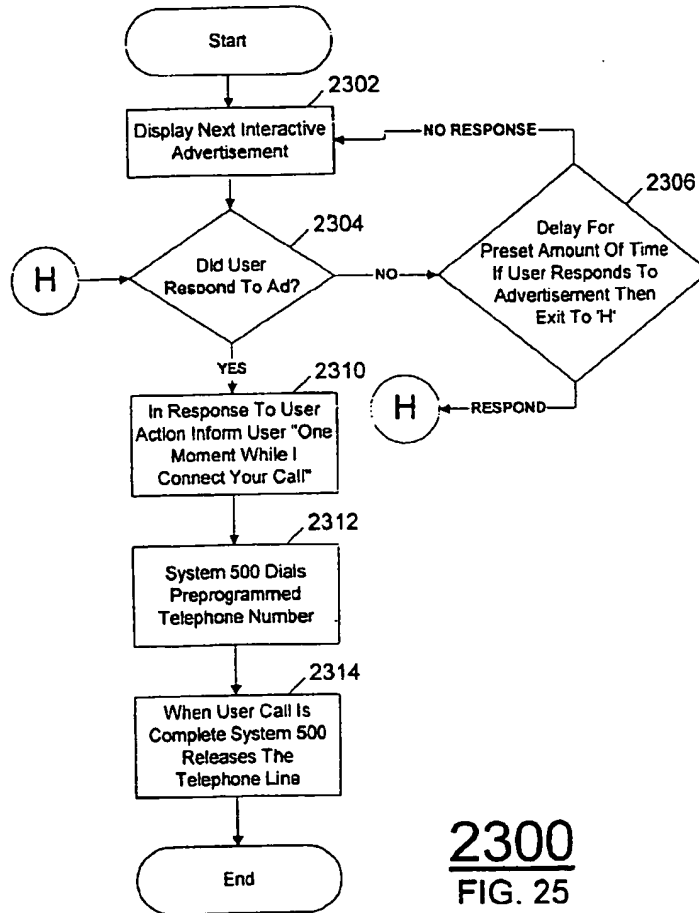 Start
2302
Display Next Interactive
Advertisement
NO RESPONSE
2304
2306
H
Did User
Respond To Ad?
NO
Delay For
Preset Amount Of Time
If User Responds To
Advertisement Then
Exit To 'H'
YES
2310
H
RESPOND
In Response To User
Action Inform User "One
Moment While I
Connect Your Call"
2312
System 500 Dials
Preprogrammed
Telephone Number
2314
When User Call Is
Complete System 500
Releases The
Telephone Line
End
2300
FIG. 25